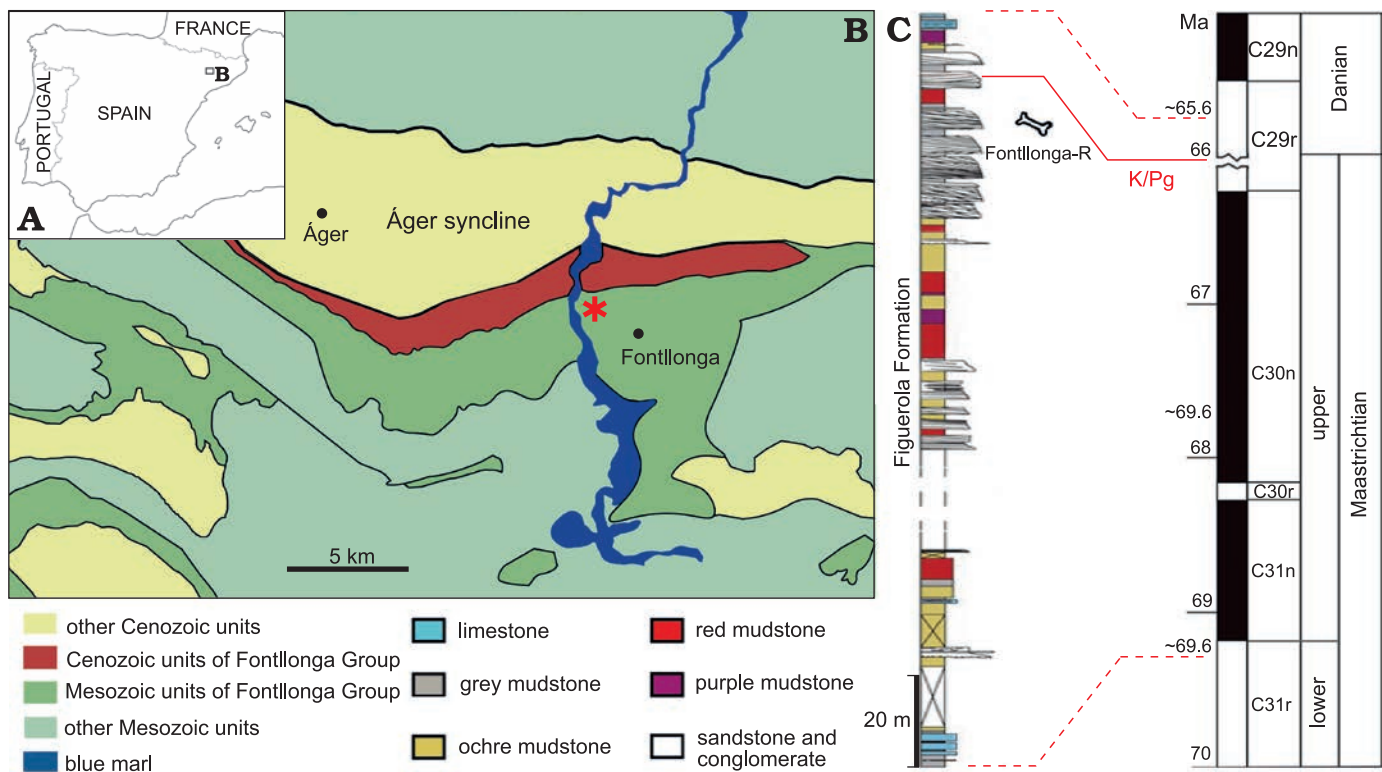 FRANCE
B
PORTUGAL
SPAIN
A
B
Áger
Áger syncline
Fontllonga
5 km
other Cenozoic units
Cenozoic units of Fontllonga Group
Mesozoic units of Fontllonga Group
other Mesozoic units
blue marl
limestone
grey mudstone
ochre mudstone
red mudstone
purple mudstone
sandstone and
conglomerate
C
Figuerola Formation
20 m
Fontllonga-R
K/Pg
Ma
~65.6
66
67
~69.6
68
69
~69.6
70
C29n
C29r
C30n
C30r
C31n
C31r
Danian
upper
lower
Maastrichtian